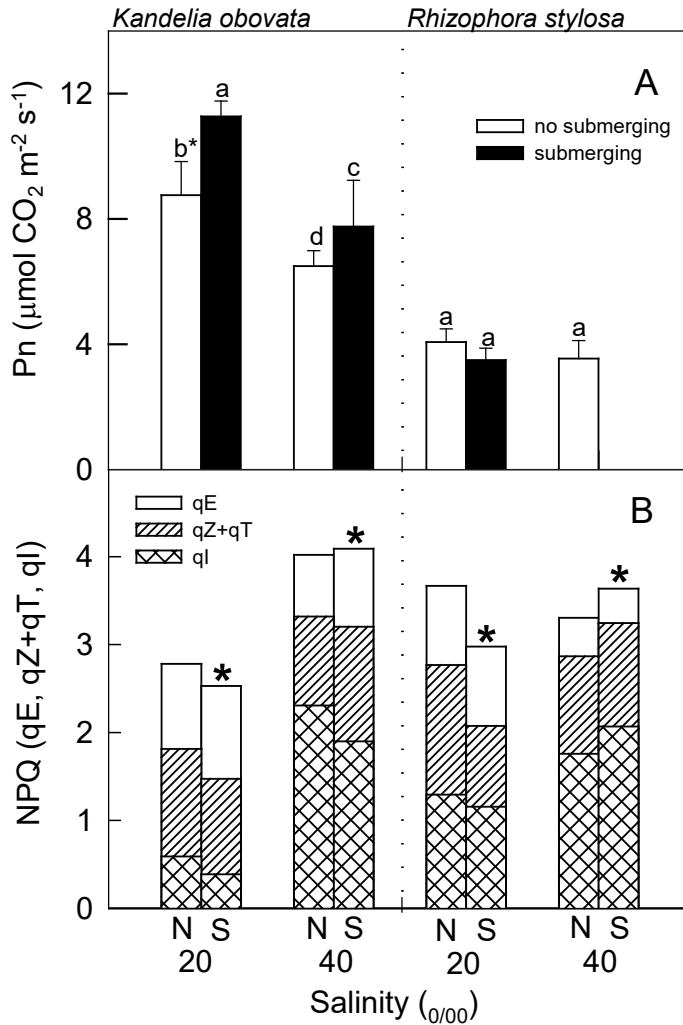 Kandelia obovata Rhizophora stylosa
A
12
8
4
0
Pn (μmol CO2 m-2 s-1)
no submerging
submerging
b* a d c a a a
B
qE
qZ+qT
qI
4
3
2
1
0
NPQ (qE, qZ+qT, qI)
* * * *
N S N S N S N S
20 40 20 40
Salinity (0/00)